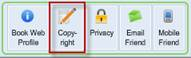 Book Web
Profile
Copy-
right
Privacy
Email
Friend
Mobile
Friend